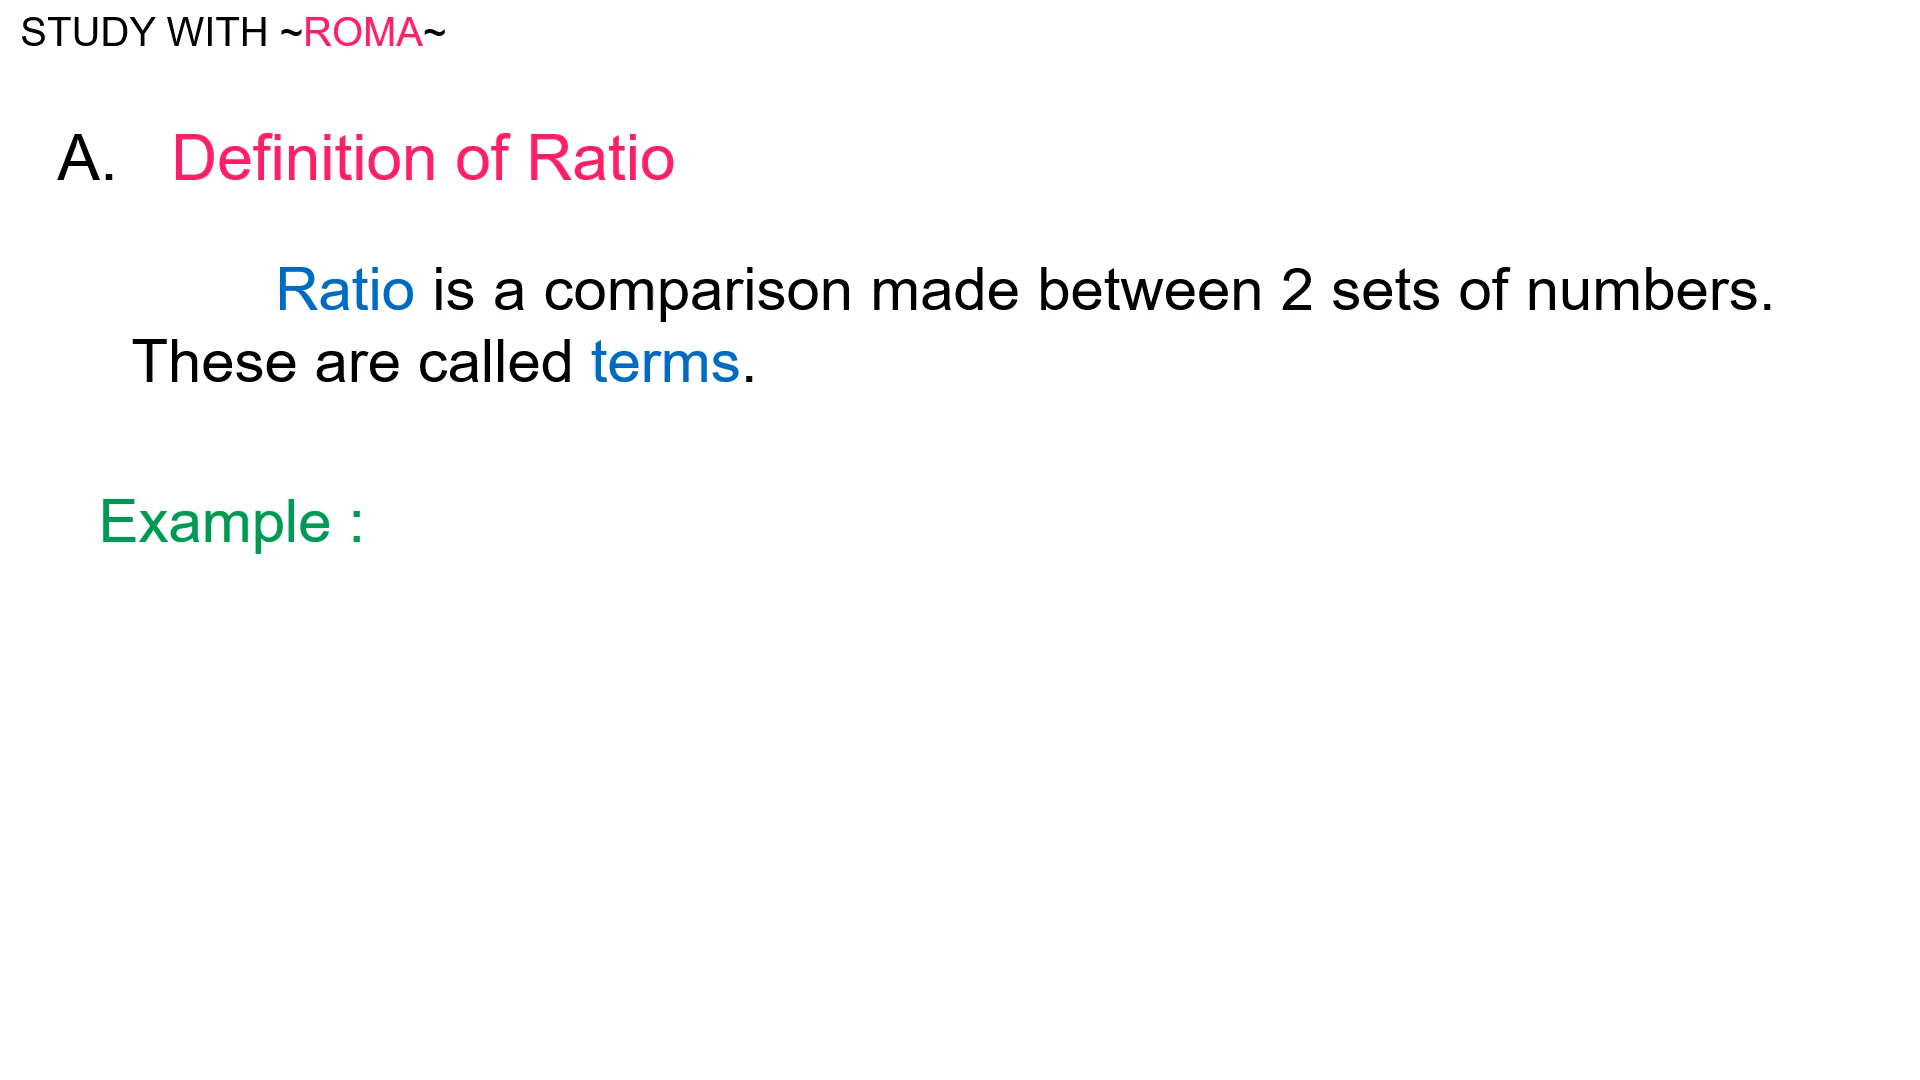 STUDY WITH ~ROMA~
A. Definition of Ratio
Ratio is a comparison made between 2 sets of numbers.
These are called terms.
Example :